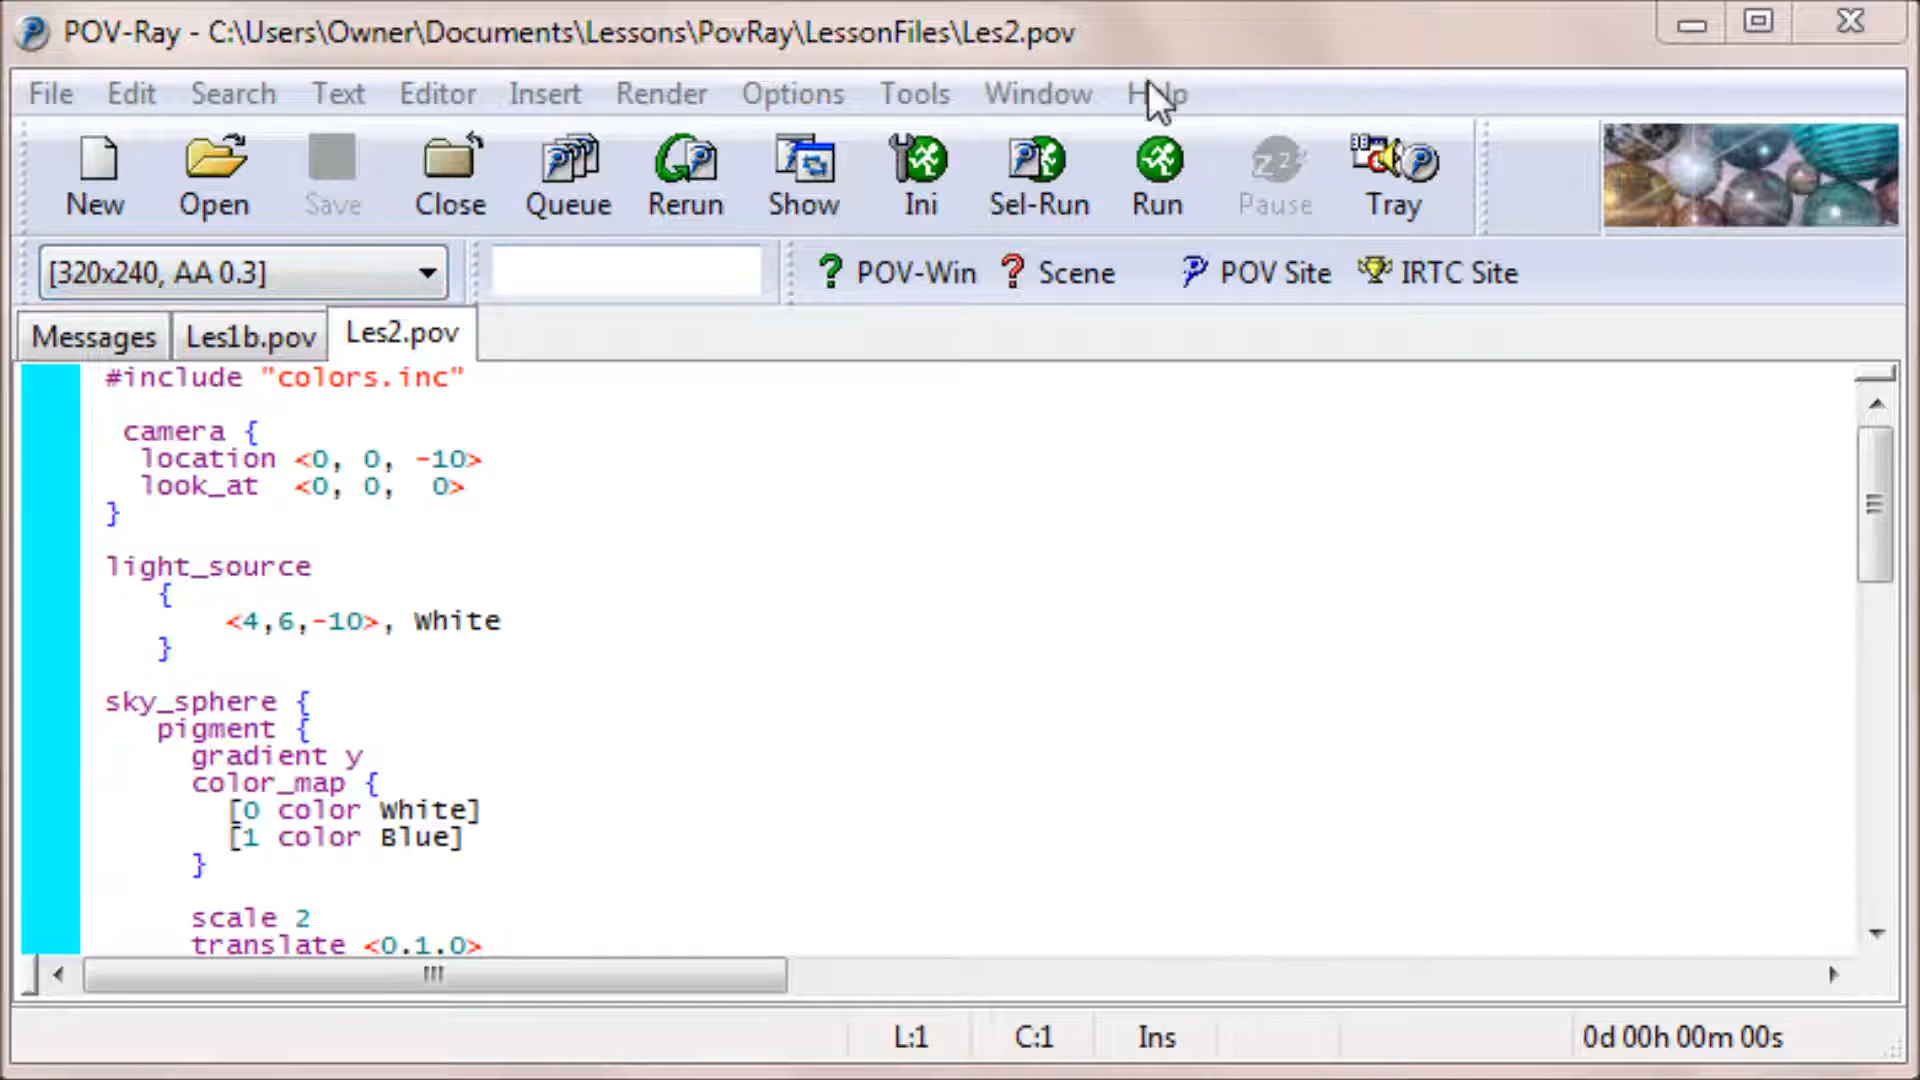 POV-Ray - C:\Users\Owner\Documents\Lessons\PovRay\LessonFiles\Les2.pov
File Edit Search Text Editor Insert Render Options Tools Window Help
New Open Save Close Queue Rerun Show Ini Sel-Run Run Pause Tray
[320x240, AA 0.3] POV-Win Scene POV Site IRTC Site
Messages Les1b.pov Les2.pov
#include "colors.inc"
camera {
location <0, 0, -10>
look_at <0, 0, 0>
}
light_source
{
<4,6,-10>, White
}
sky_sphere {
pigment {
gradient y
color_map {
[0 color White]
[1 color Blue]
}
scale 2
translate <0.1.0>
L:1 C:1 Ins 0d 00h 00m 00s